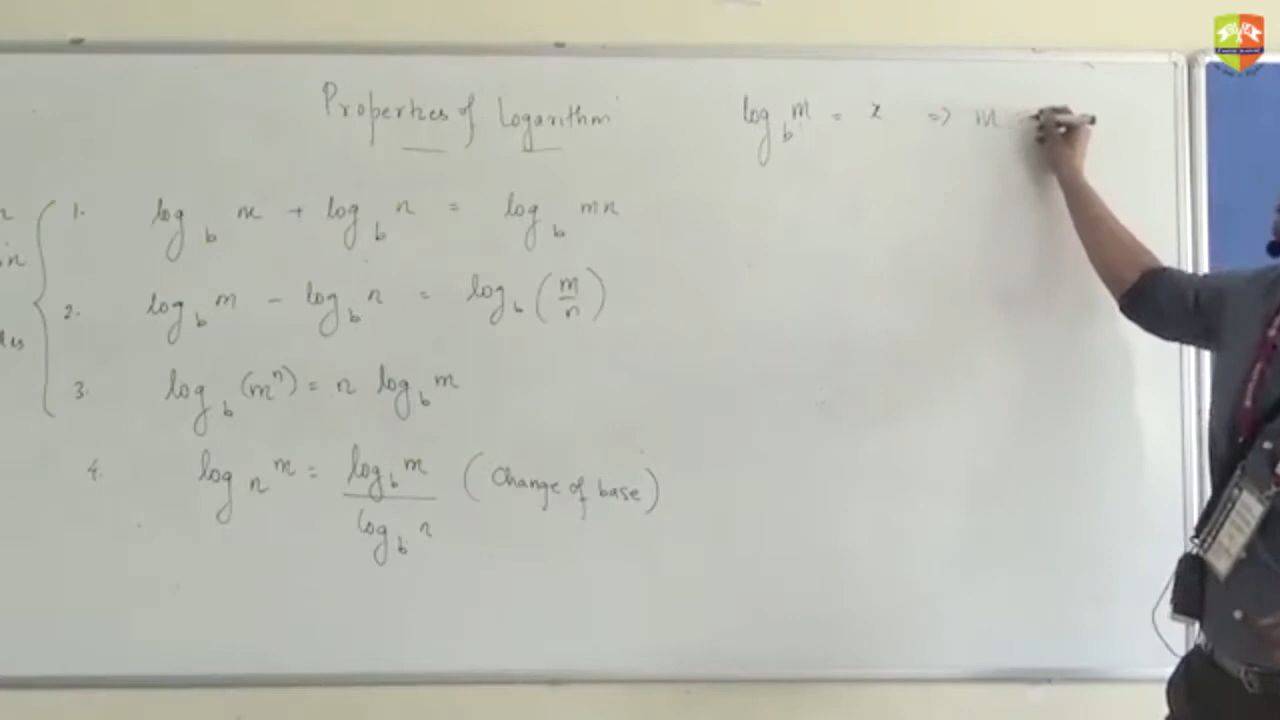 Properties of Logarithm
log_b m = x ⇒ m =
1. log_b m + log_b n = log_b mn
2. log_b m - log_b n = log_b (m/n)
3. log_b (m^n) = n log_b m
4. log_n m = log_b m / log_b n (Change of base)